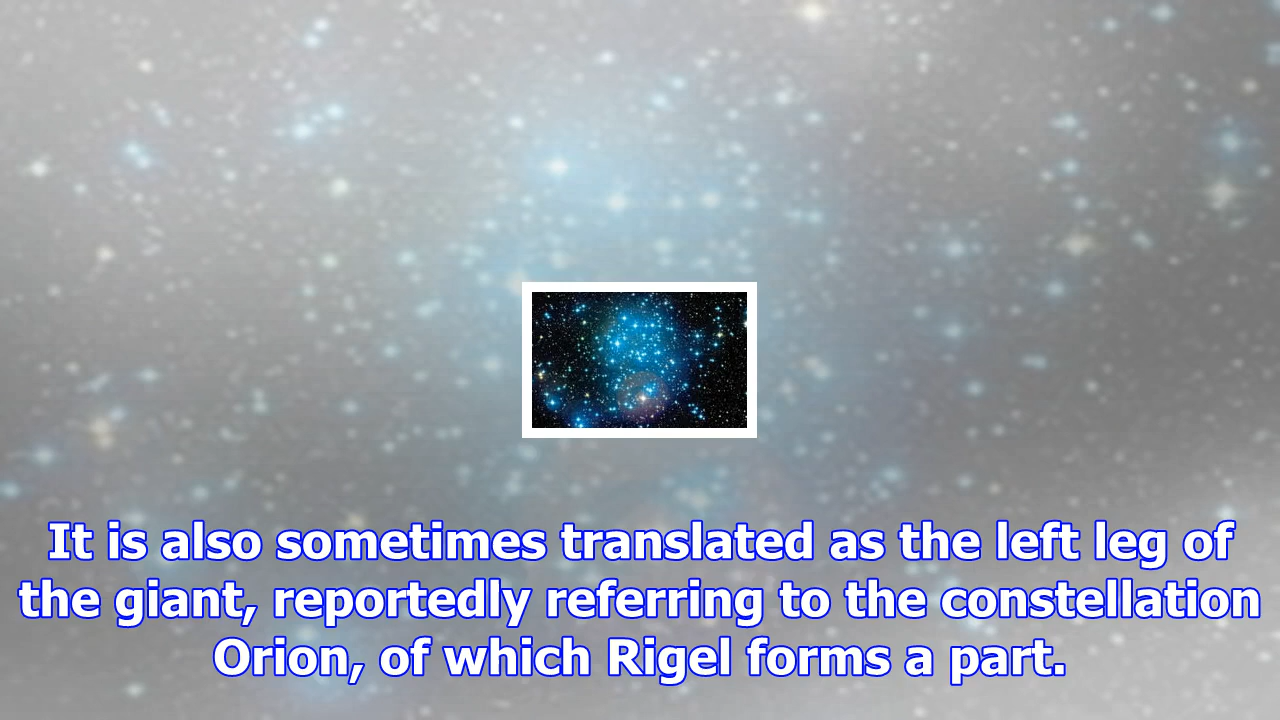 It is also sometimes translated as the left leg of
the giant, reportedly referring to the constellation
Orion, of which Rigel forms a part.